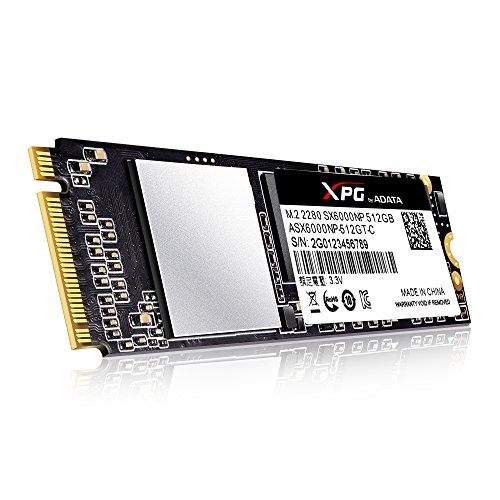 XPG by ADATA
M.2 2280 SX6000NP 512GB
ASX6000NP-512GT-C
S/N: 2G0123456789
額定電壓: 3.3V
MADE IN CHINA
WARRANTY VOID IF REMOVED